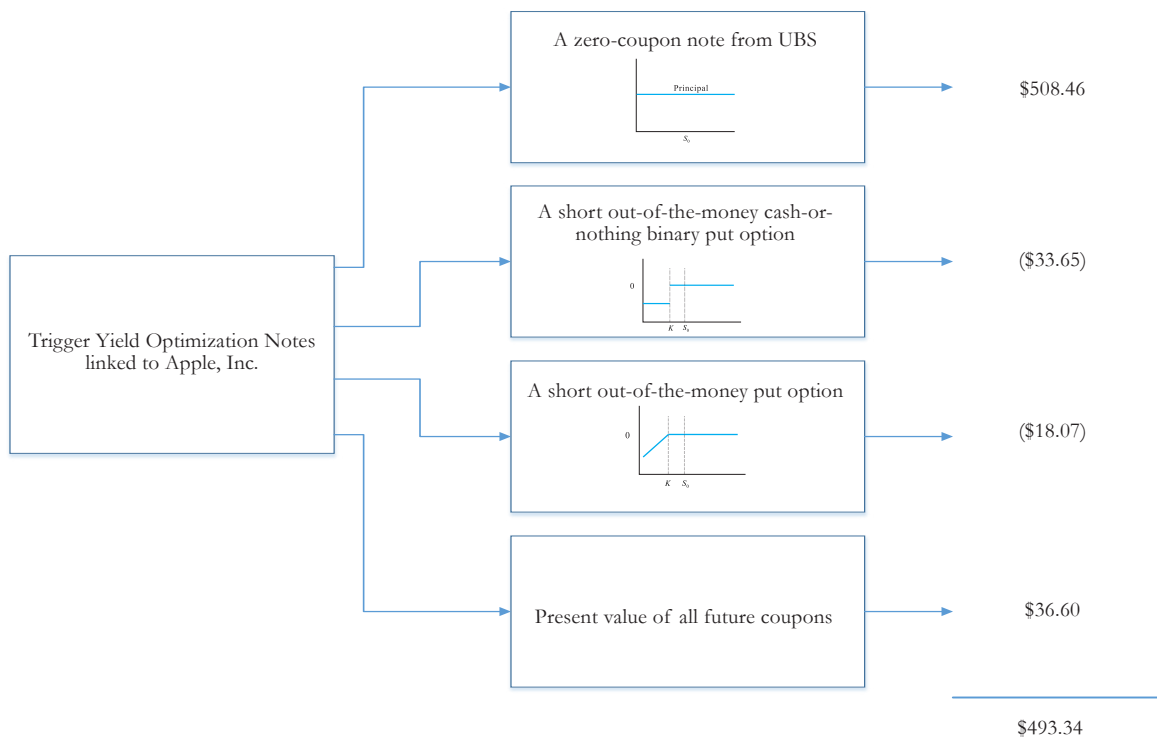 A zero-coupon note from UBS
Principal
S₀
$508.46
A short out-of-the-money cash-or-
nothing binary put option
0
K S₀
($33.65)
Trigger Yield Optimization Notes
linked to Apple, Inc.
A short out-of-the-money put option
0
K S₀
($18.07)
Present value of all future coupons
$36.60
$493.34